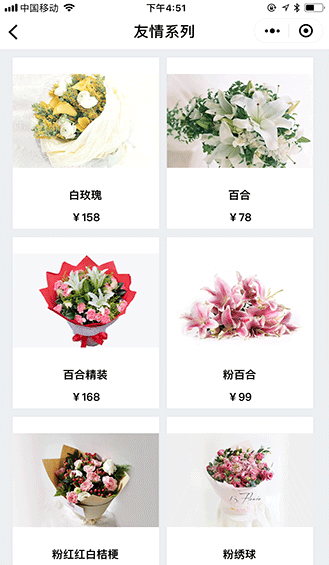 中国移动 下午4:51
友情系列
白玫瑰 百合
￥158 ￥78
百合精装 粉百合
￥168 ￥99
粉红红白桔梗 粉绣球